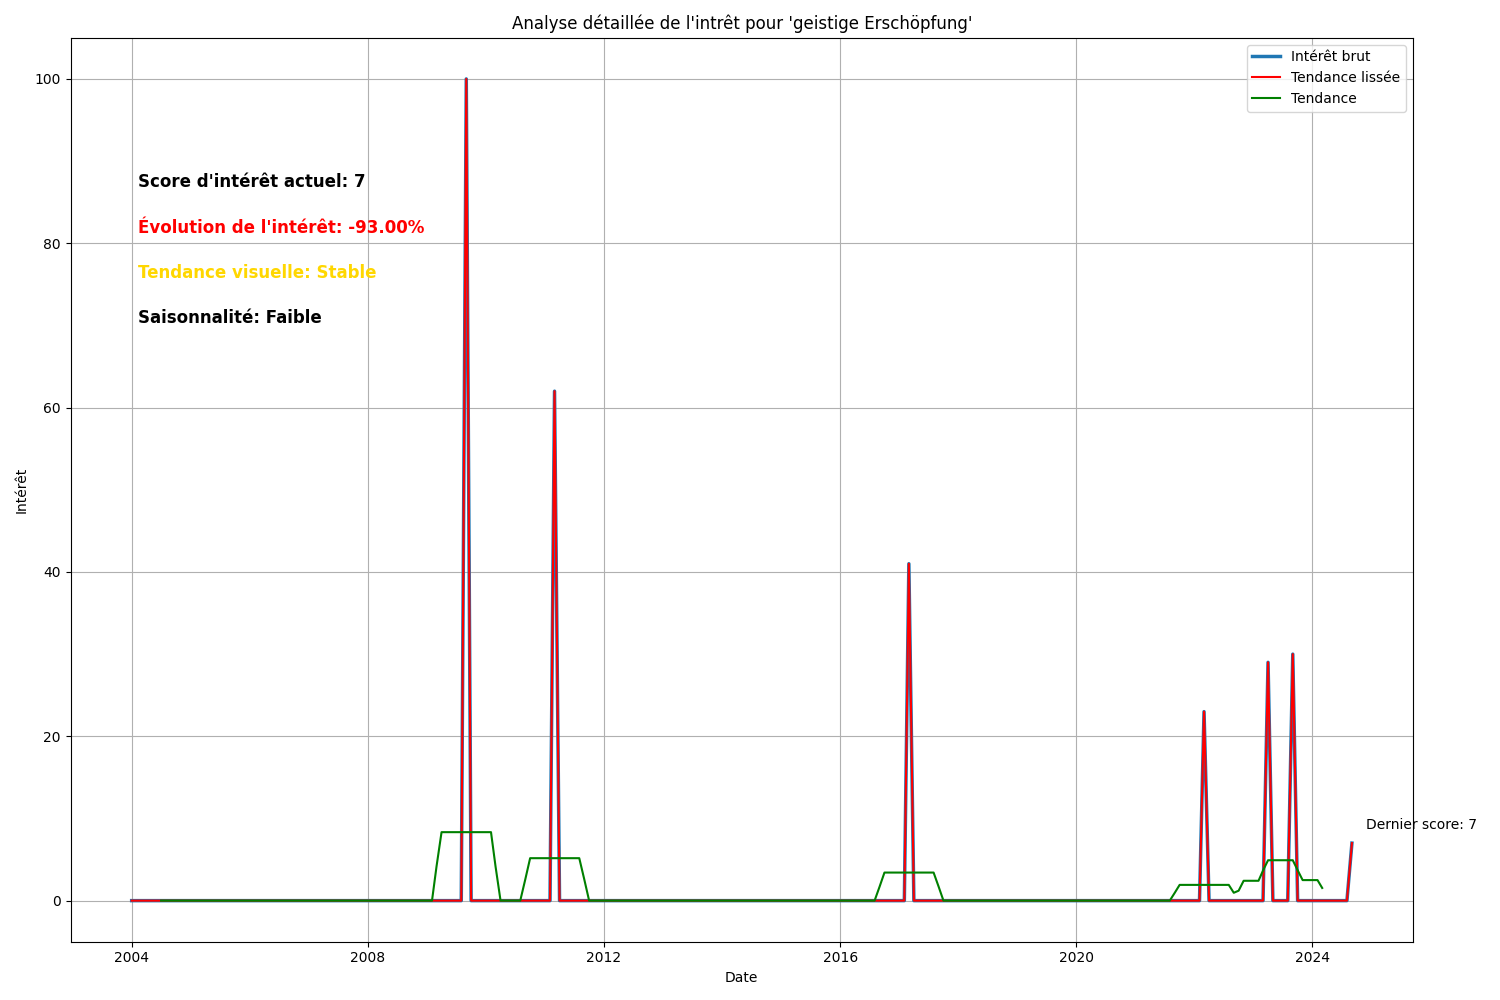 Analyse détaillée de l'intrêt pour 'geistige Erschöpfung'
Intérêt brut
Tendance lissée
Tendance
100
80
60
40
20
0
Intérêt
Score d'intérêt actuel: 7
Évolution de l'intérêt: -93.00%
Tendance visuelle: Stable
Saisonnalité: Faible
Dernier score: 7
2004 2008 2012 2016 2020 2024
Date